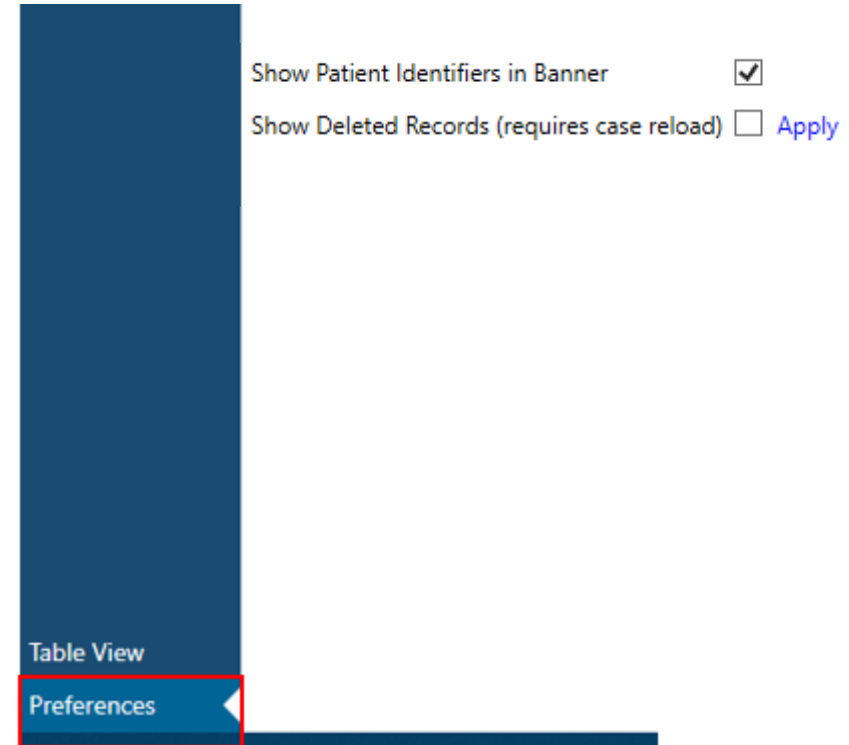 Show Patient Identifiers in Banner
Show Deleted Records (requires case reload) Apply
Table View
Preferences